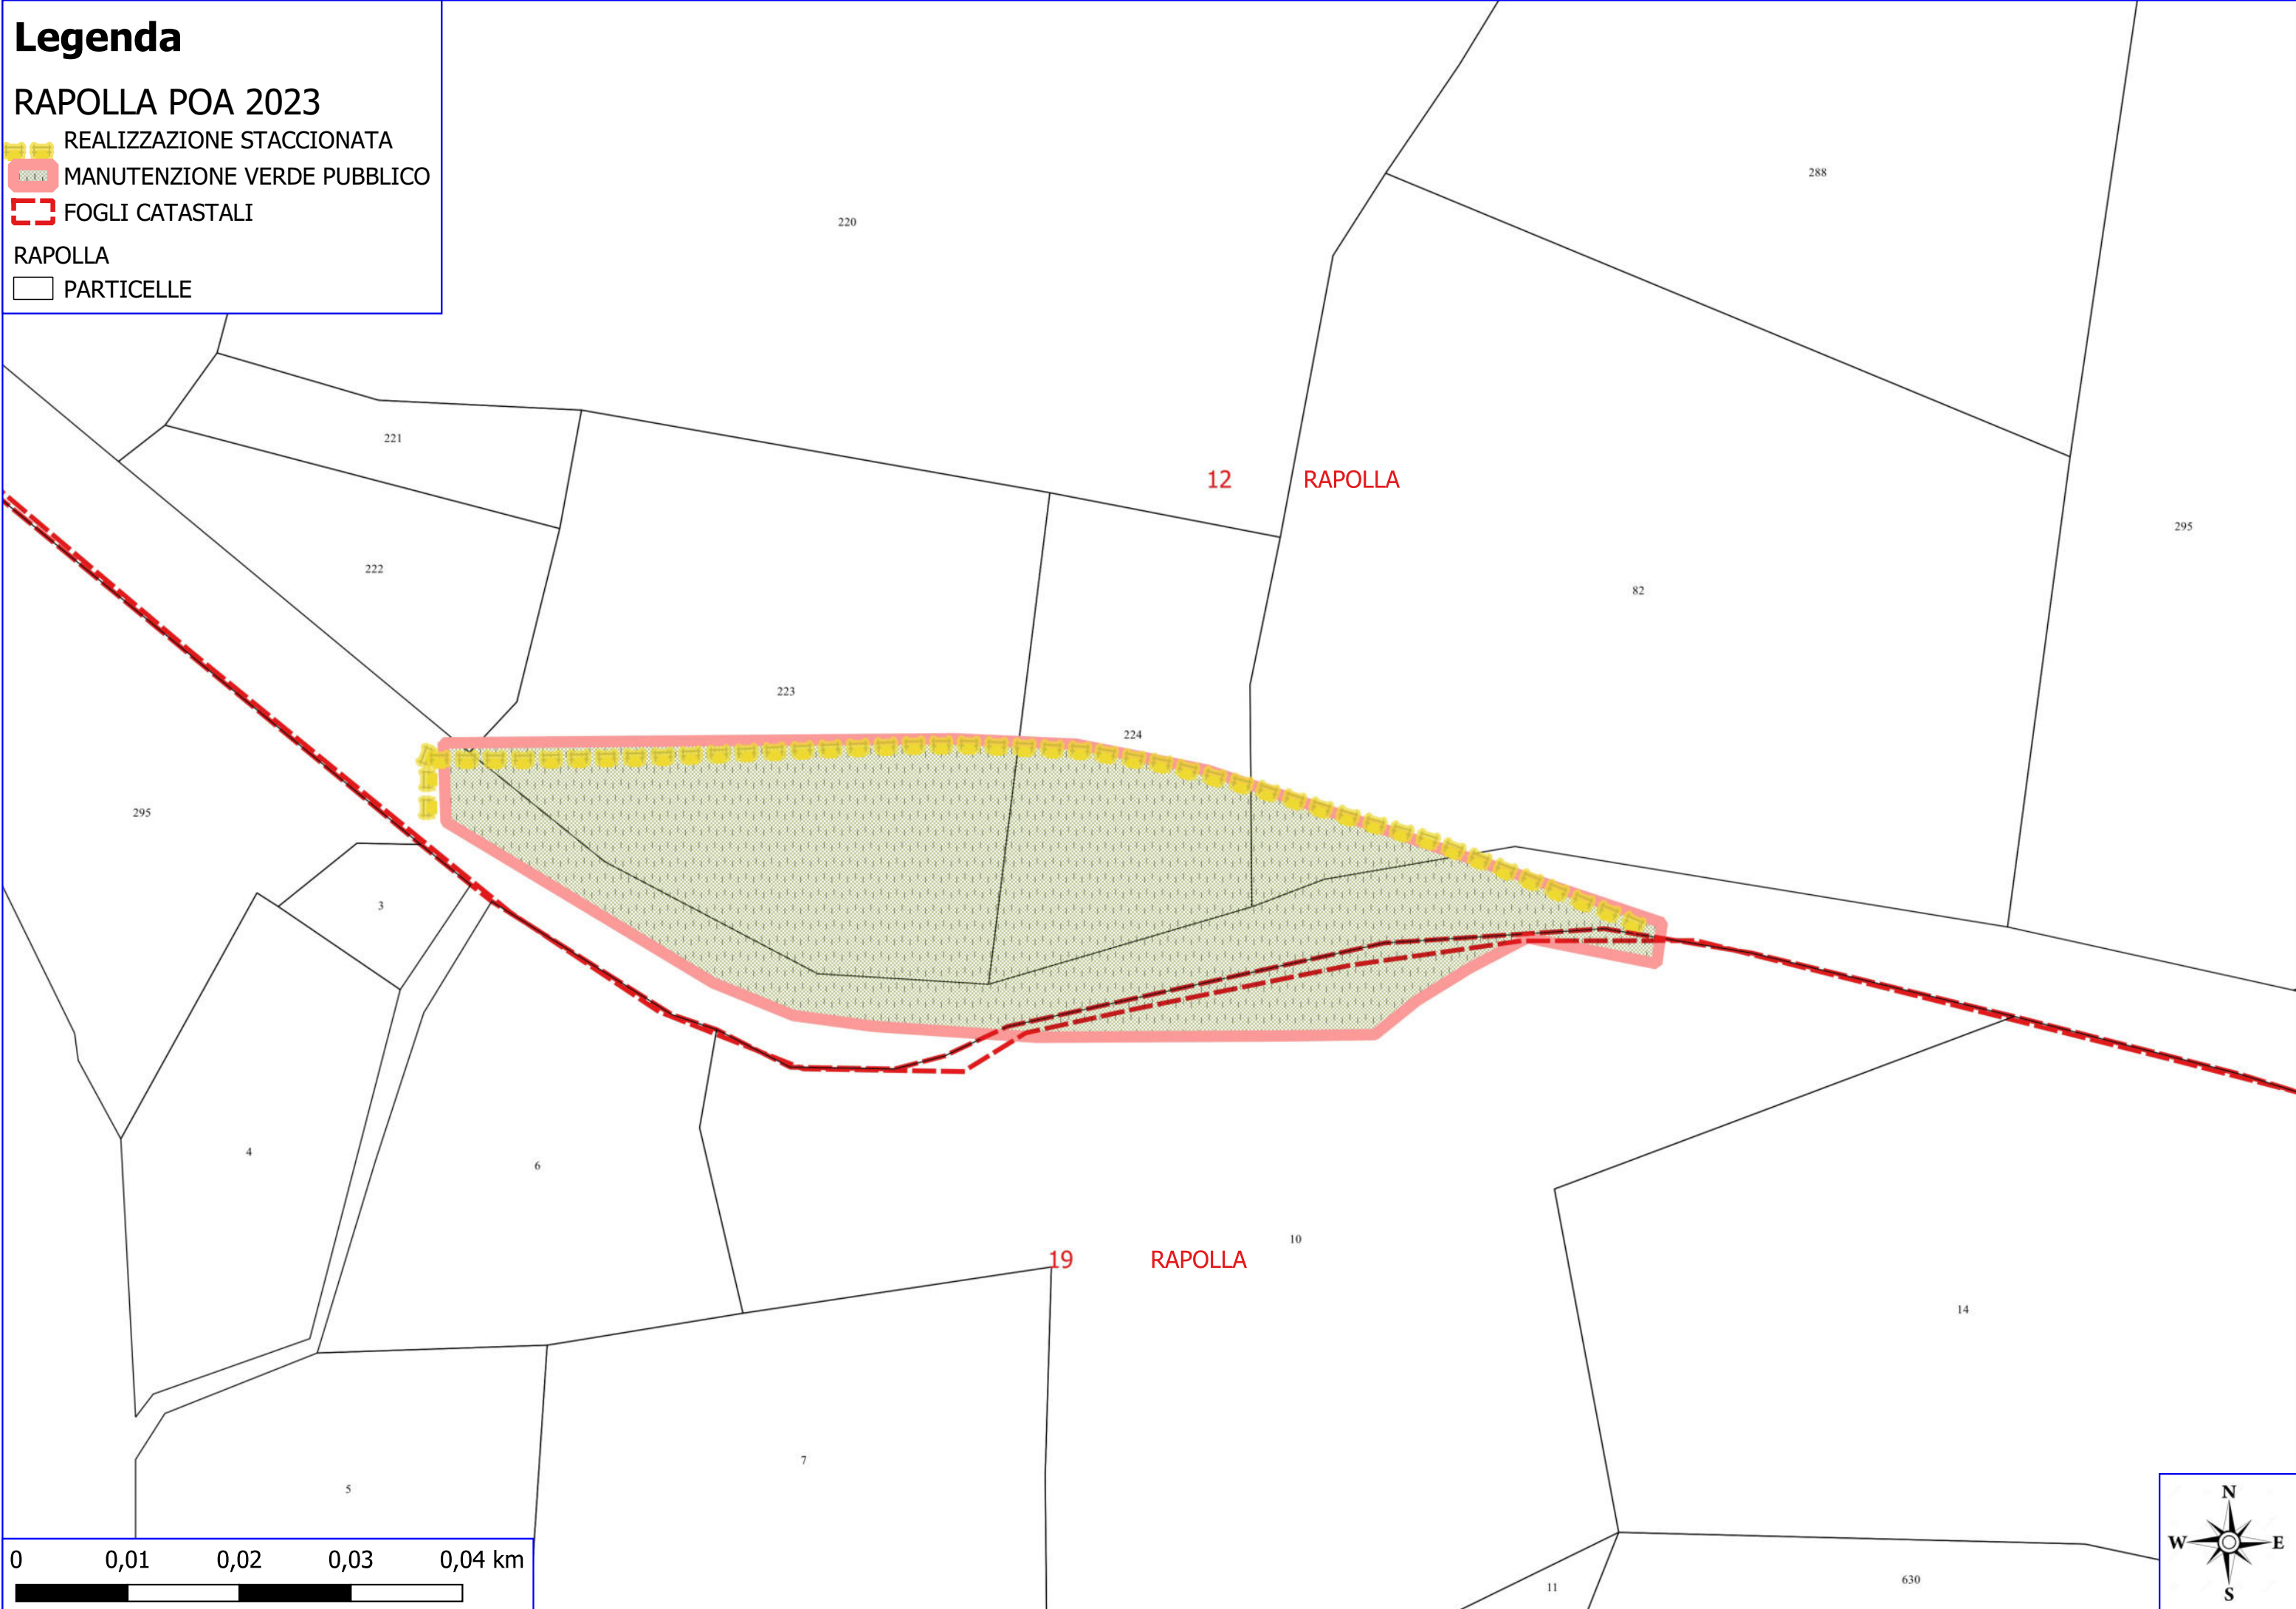 Legenda
RAPOLLA POA 2023
REALIZZAZIONE STACCIONATA
MANUTENZIONE VERDE PUBBLICO
FOGLI CATASTALI
RAPOLLA
PARTICELLE
288
220
221
12 RAPOLLA
295
222
82
223
224
295
3
4
6
10
19 RAPOLLA
14
7
5
N
W E
S
0 0,01 0,02 0,03 0,04 km
11
630